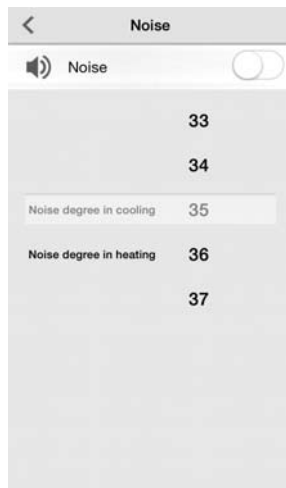 Noise
Noise
33
34
Noise degree in cooling 35
Noise degree in heating 36
37